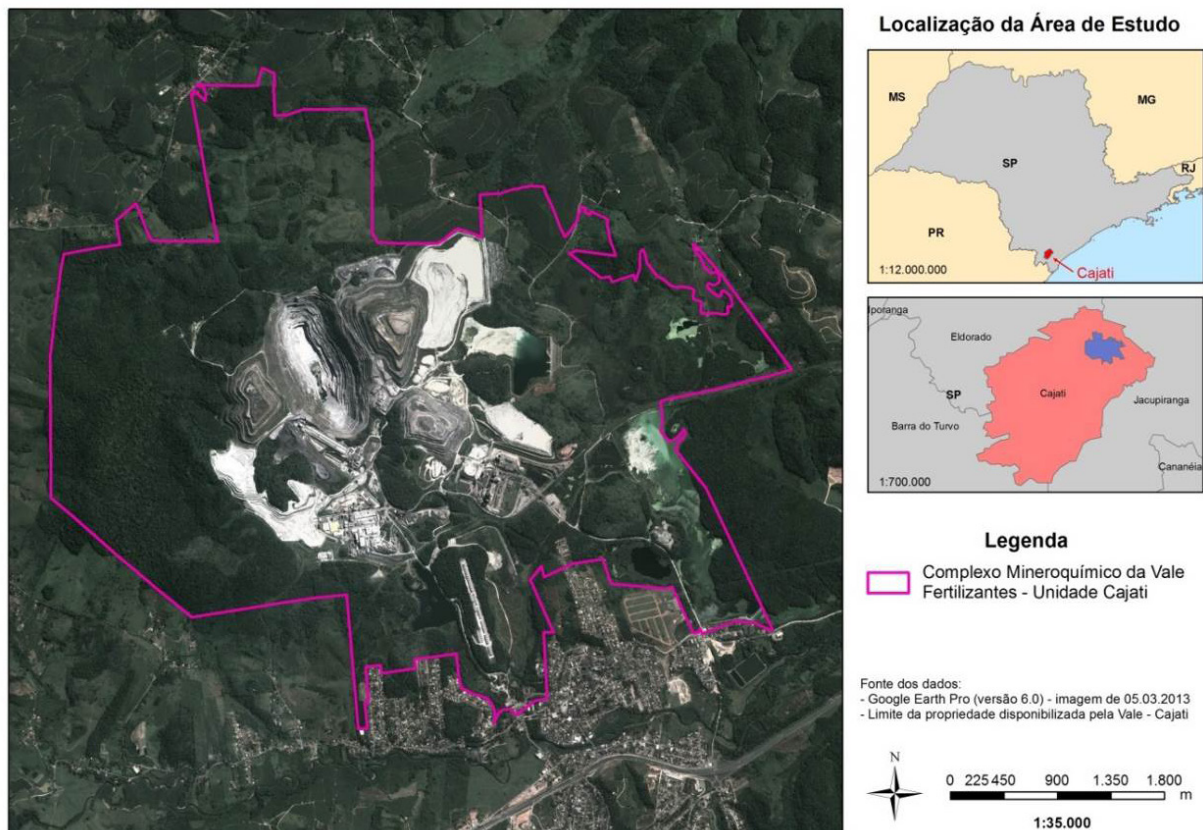 Localização da Área de Estudo
MS
MG
SP
RJ
PR
Cajati
1:12.000.000
Iporanga
Eldorado
SP
Cajati
Jacupiranga
Barra do Turvo
Cananéia
1:700.000
Legenda
Complexo Mineroquímico da Vale
Fertilizantes - Unidade Cajati
Fonte dos dados:
- Google Earth Pro (versão 6.0) - imagem de 05.03.2013
- Limite da propriedade disponibilizada pela Vale - Cajati
N
0 225 450 900 1.350 1.800
m
1:35.000